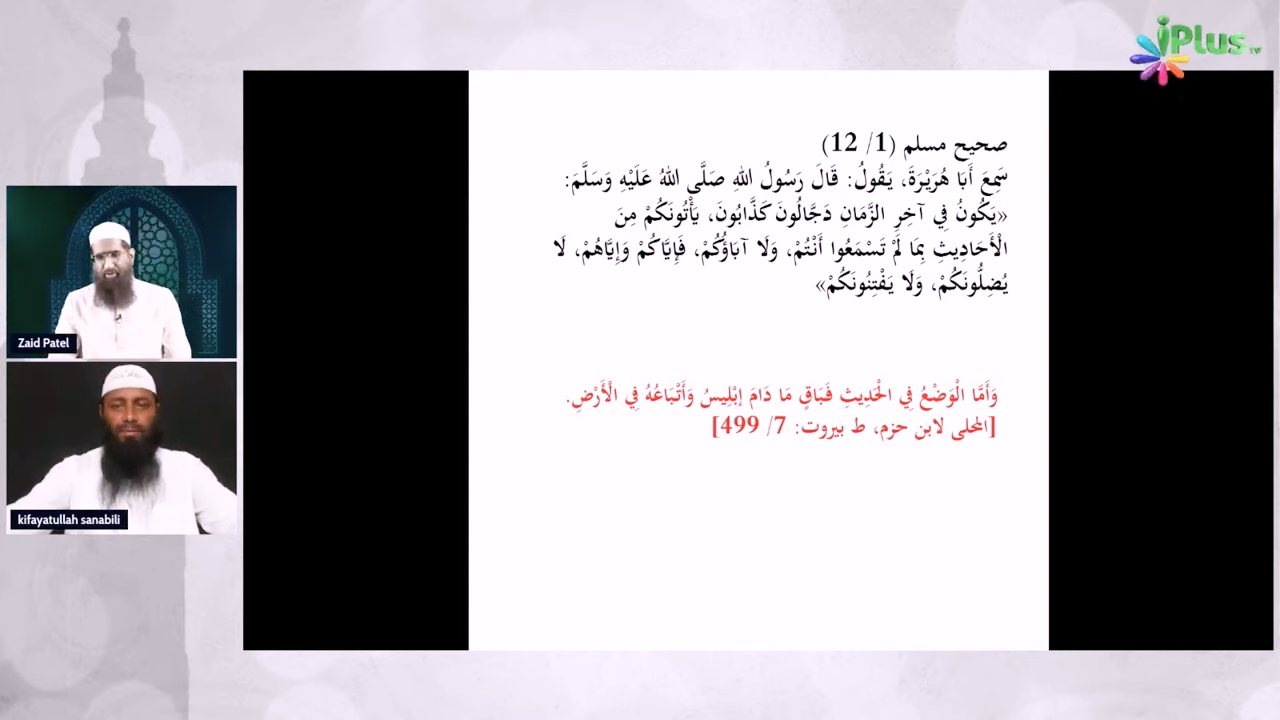 iPlus TV
صحيح مسلم (1/ 12)
سَمِعَ أَبَا هُرَيْرَةَ، يَقُولُ: قَالَ رَسُولُ اللهِ صَلَّى اللهُ عَلَيْهِ وَسَلَّمَ:
«يَكُونُ فِي آخِرِ الزَّمَانِ دَجَّالُونَ كَذَّابُونَ، يَأْتُونَكُمْ مِنَ
الْأَحَادِيثِ بِمَا لَمْ تَسْمَعُوا أَنْتُمْ، وَلَا آبَاؤُكُمْ، فَإِيَّاكُمْ وَإِيَّاهُمْ، لَا
يُضِلُّونَكُمْ، وَلَا يَفْتِنُونَكُمْ»
وَأَمَّا الْوَضْعُ فِي الْحَدِيثِ فَبَاقٍ مَا دَامَ إبْلِيسُ وَأَتْبَاعُهُ فِي الْأَرْضِ.
[المحلى لابن حزم، ط بيروت: 7/ 499]
Zaid Patel
kifayatullah sanabili